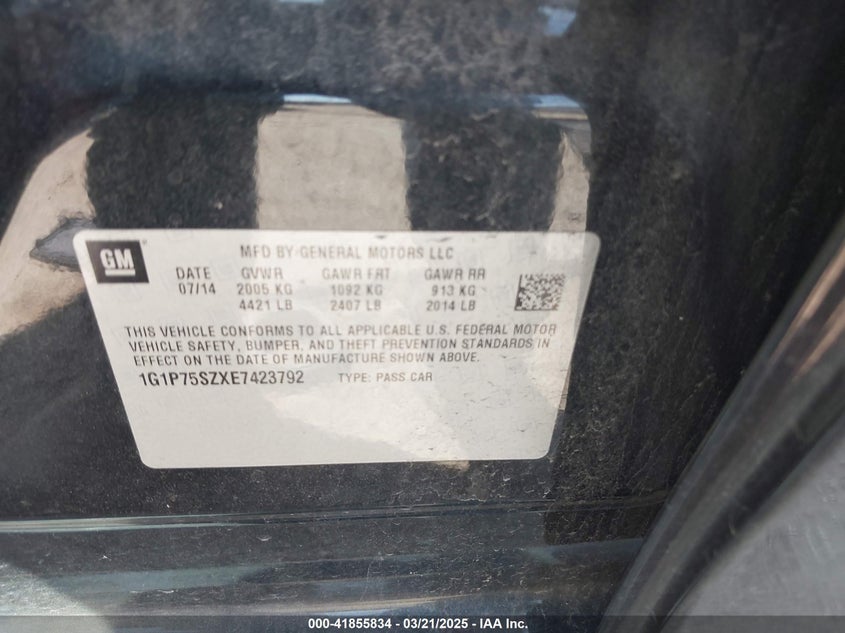 GM
MFD BY GENERAL MOTORS LLC
DATE GVWR GAWR FRT GAWR RR
07/14 2005 KG 1092 KG 913 KG
4421 LB 2407 LB 2014 LB
THIS VEHICLE CONFORMS TO ALL APPLICABLE U.S. FEDERAL MOTOR
VEHICLE SAFETY, BUMPER, AND THEFT PREVENTION STANDARDS IN
EFFECT ON THE DATE OF MANUFACTURE SHOWN ABOVE.
1G1P75SZXE7423792 TYPE: PASS CAR
000-41855834 - 03/21/2025 - IAA Inc.